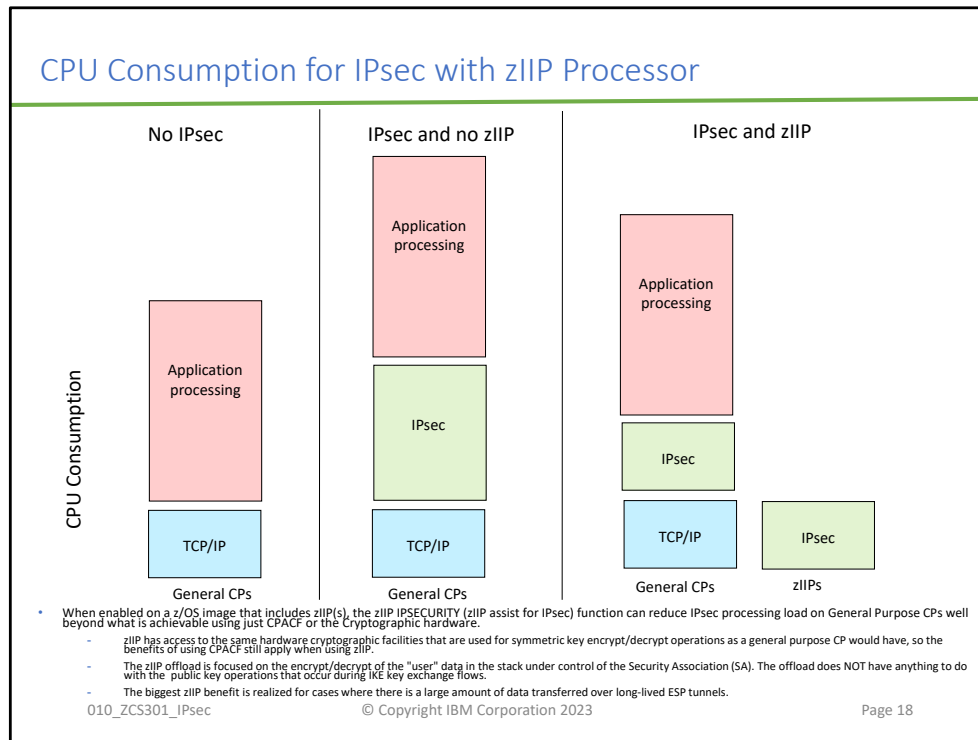 CPU Consumption for IPsec with zIIP Processor
No IPsec
IPsec and no zIIP
IPsec and zIIP
CPU Consumption
Application
processing
TCP/IP
General CPs
Application
processing
IPsec
TCP/IP
General CPs
Application
processing
IPsec
TCP/IP
General CPs
IPsec
zIIPs
• When enabled on a z/OS image that includes zIIP(s), the zIIP IPSECURITY (zIIP assist for IPsec) function can reduce IPsec processing load on General Purpose CPs well
beyond what is achievable using just CPACF or the Cryptographic hardware.
- zIIP has access to the same hardware cryptographic facilities that are used for symmetric key encrypt/decrypt operations as a general purpose CP would have, so the
benefits of using CPACF still apply when using zIIP.
- The zIIP offload is focused on the encrypt/decrypt of the "user" data in the stack under control of the Security Association (SA). The offload does NOT have anything to do
with the public key operations that occur during IKE key exchange flows.
- The biggest zIIP benefit is realized for cases where there is a large amount of data transferred over long-lived ESP tunnels.
010_ZCS301_IPsec
© Copyright IBM Corporation 2023
Page 18